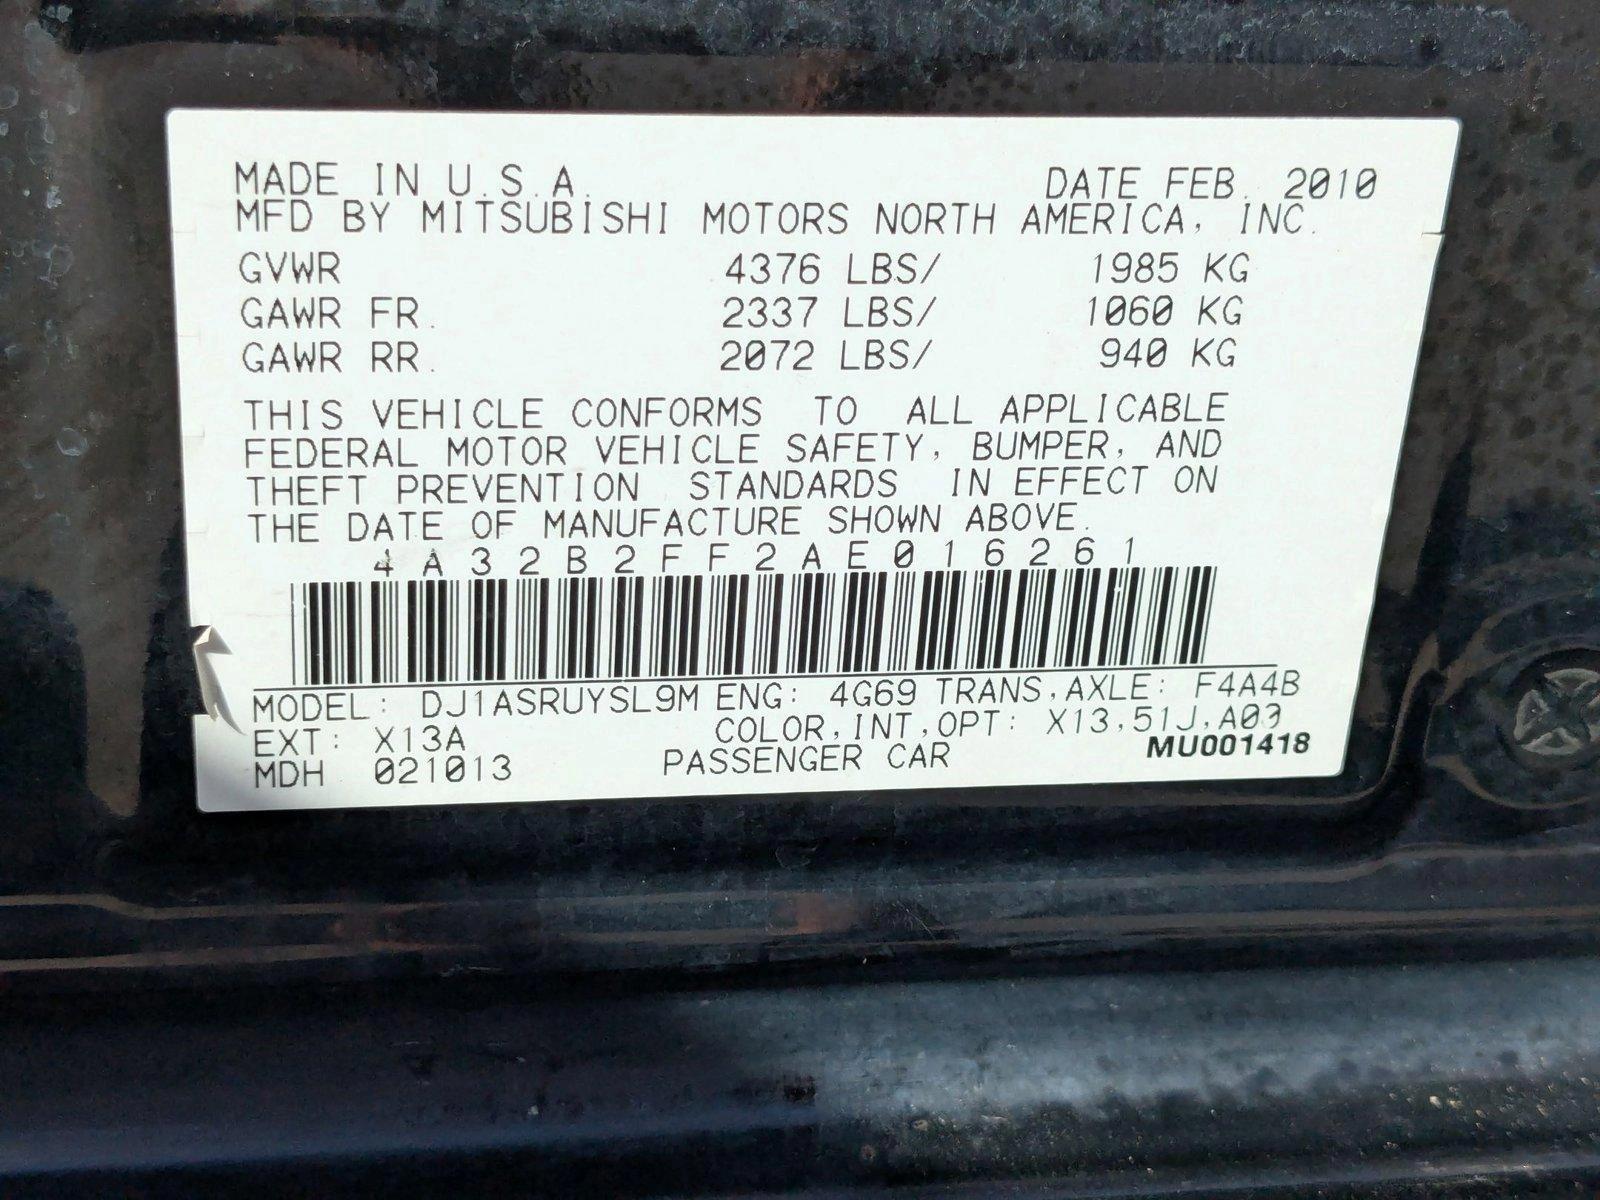 MADE IN U.S.A. DATE FEB. 2010
MFD BY MITSUBISHI MOTORS NORTH AMERICA, INC.
GVWR 4376 LBS/ 1985 KG
GAWR FR. 2337 LBS/ 1060 KG
GAWR RR. 2072 LBS/ 940 KG
THIS VEHICLE CONFORMS TO ALL APPLICABLE
FEDERAL MOTOR VEHICLE SAFETY, BUMPER, AND
THEFT PREVENTION STANDARDS IN EFFECT ON
THE DATE OF MANUFACTURE SHOWN ABOVE.
4A32B2FF2AE016261
MODEL: DJ1ASRUYSL9M ENG: 4G69 TRANS,AXLE: F4A4B
EXT: X13A COLOR,INT,OPT: X13,51J,A03
MDH 021013 PASSENGER CAR MU001418